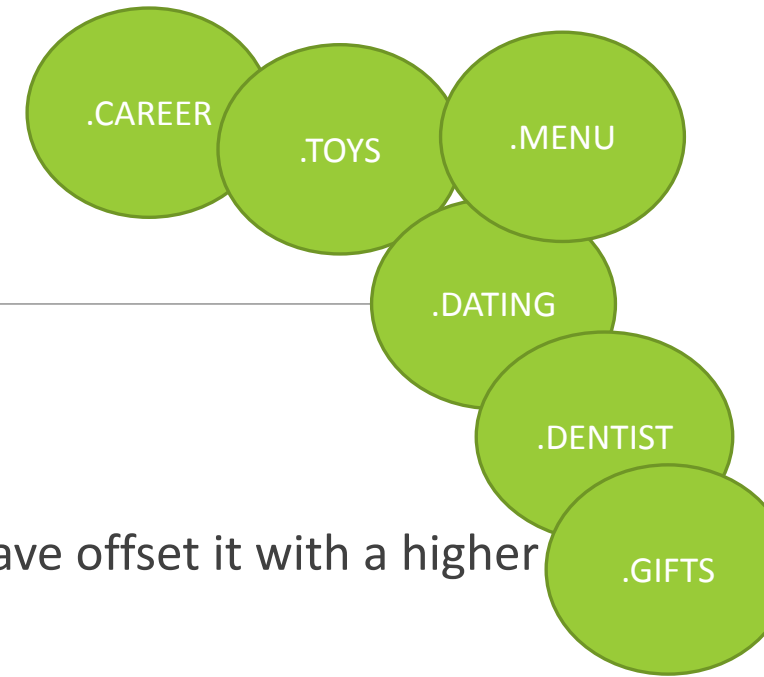 .CAREER
.TOYS
.MENU
.DATING
.DENTIST
ave offset it with a higher
.GIFTS